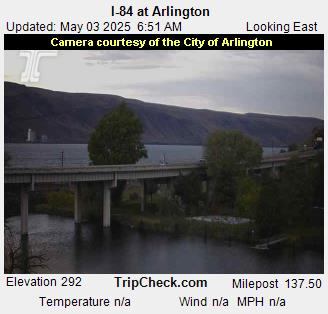 I-84 at Arlington
Updated: May 03 2025 6:51 AM Looking East
Camera courtesy of the City of Arlington
Elevation 292 TripCheck.com Milepost 137.50
Temperature n/a Wind n/a MPH n/a